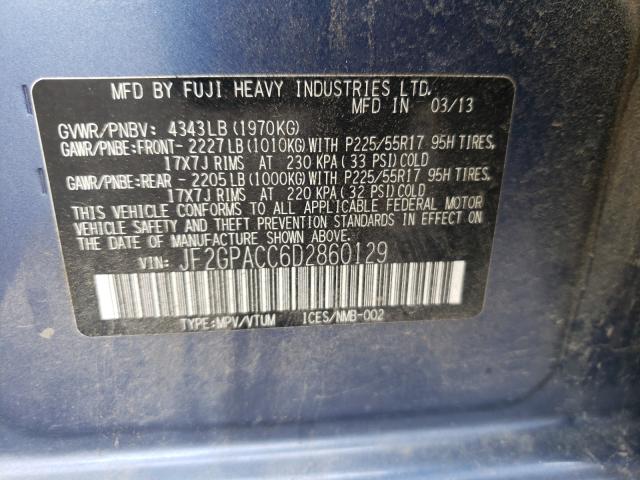 MFD BY FUJI HEAVY INDUSTRIES LTD.
MFD IN 03/13
GVWR/PNBV: 4343LB (1970KG)
GAWR/PNBE:FRONT- 2227LB (1010KG) WITH P225/55R17 95H TIRES,
17X7J RIMS AT 230 KPA (33 PSI) COLD
GAWR/PNBE:REAR - 2205LB (1000KG) WITH P225/55R17 95H TIRES,
17X7J RIMS AT 220 KPA (32 PSI) COLD
THIS VEHICLE CONFORMS TO ALL APPLICABLE FEDERAL MOTOR
VEHICLE SAFETY AND THEFT PREVENTION STANDARDS IN EFFECT ON
THE DATE OF MANUFACTURE SHOWN ABOVE.
VIN: JF2GPACC6D2860129
TYPE:MPV/VTUM ICES/NMB-002